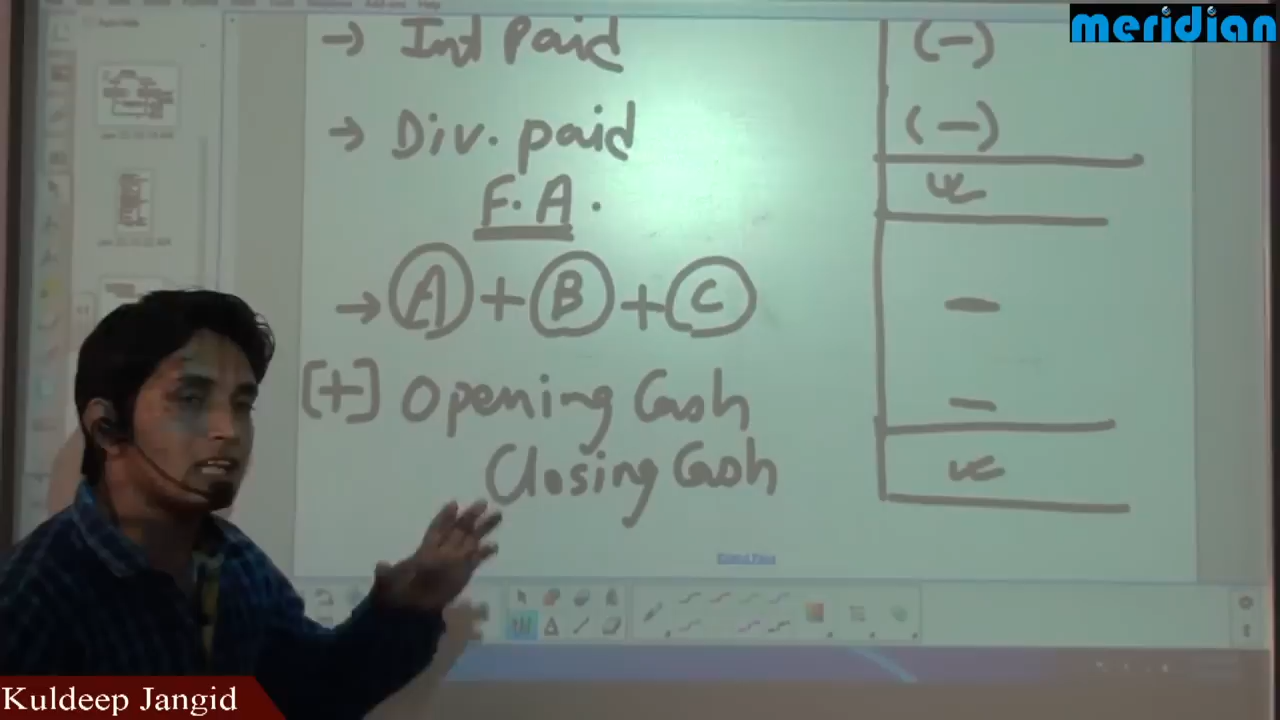 meridian
→ Int Paid (-)
→ Div. paid (-)
F.A.
→ A + B + C -
[+] Opening Cash -
Closing Cash
Kuldeep Jangid